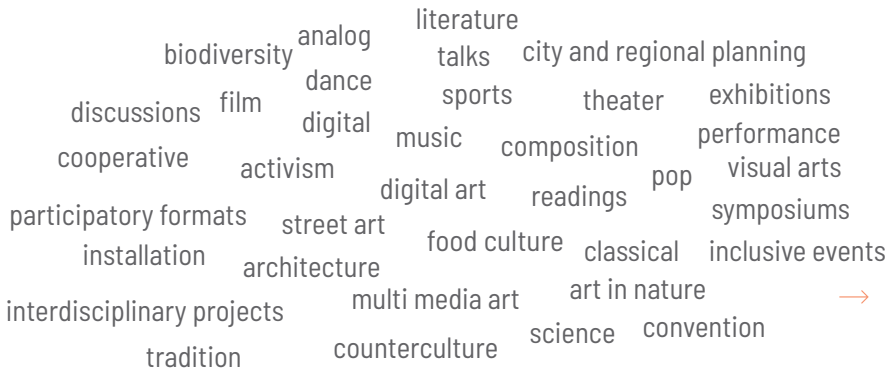 literature
analog
biodiversity
talks
city and regional planning
dance
sports
theater
exhibitions
discussions
film
digital
music
composition
performance
cooperative
activism
pop
visual arts
digital art
readings
participatory formats
street art
symposiums
installation
food culture
classical
inclusive events
architecture
interdisciplinary projects
multi media art
art in nature
science
convention
tradition
counterculture